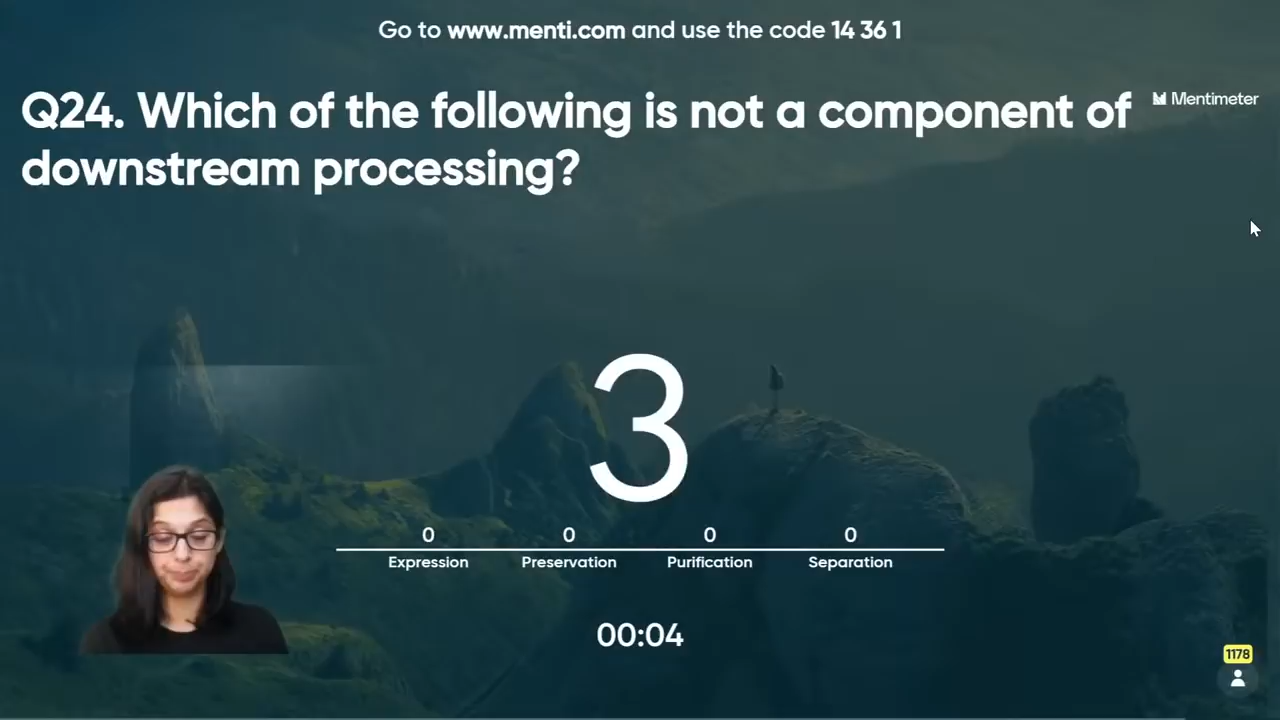 Go to www.menti.com and use the code 14 36 1
Q24. Which of the following is not a component of
downstream processing?
Mentimeter
3
0 0 0 0
Expression Preservation Purification Separation
00:04
1178